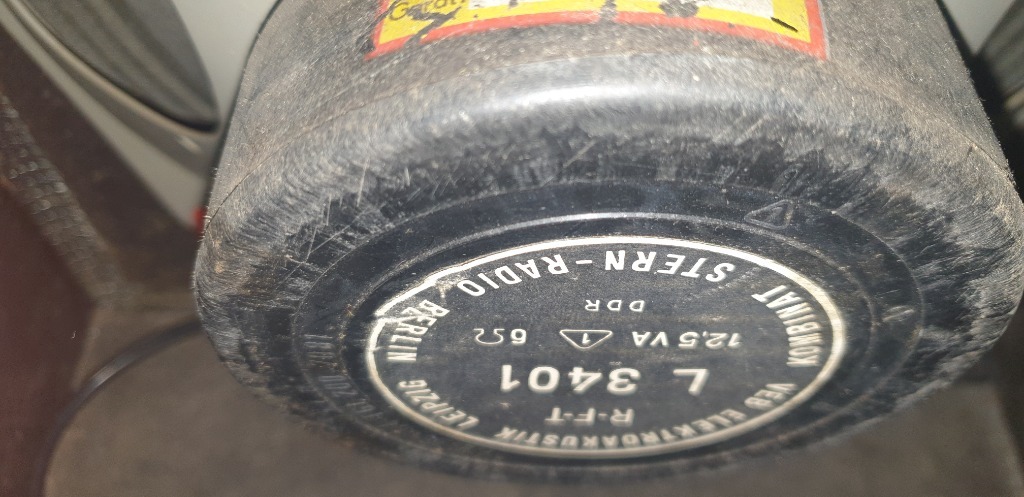 VEB ELEKTROAKUSTIK LEIPZIG
R·F·T
L 3401
12,5 VA 1 6Ω
DDR
KOMBINAT STERN-RADIO BERLIN